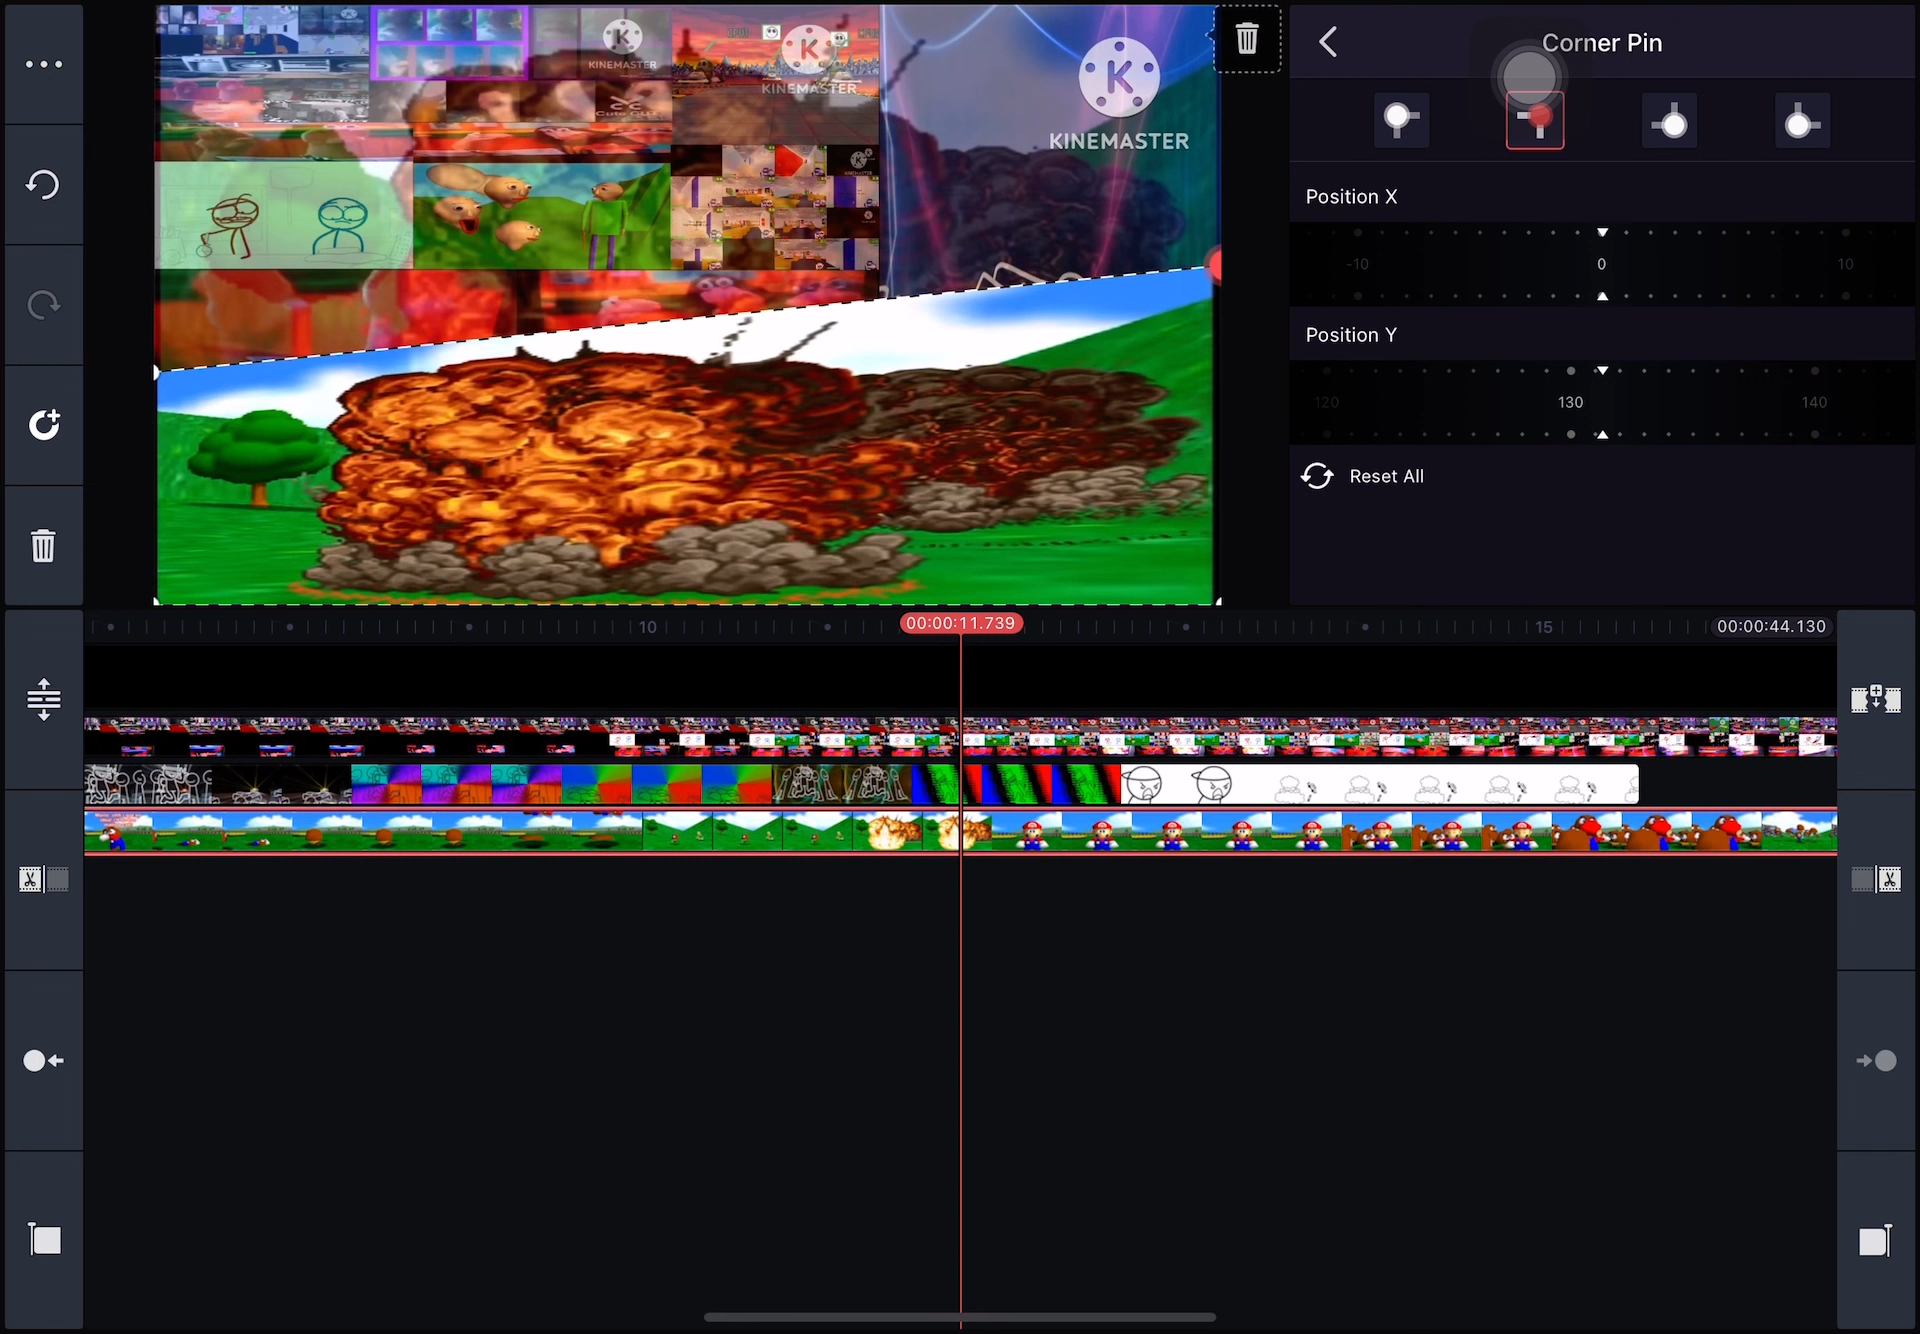 Corner Pin
KINEMASTER
KINEMASTER
KINEMASTER
Position X
-10
0
10
Position Y
120
130
140
Reset All
10
00:00:11.739
15
00:00:44.130